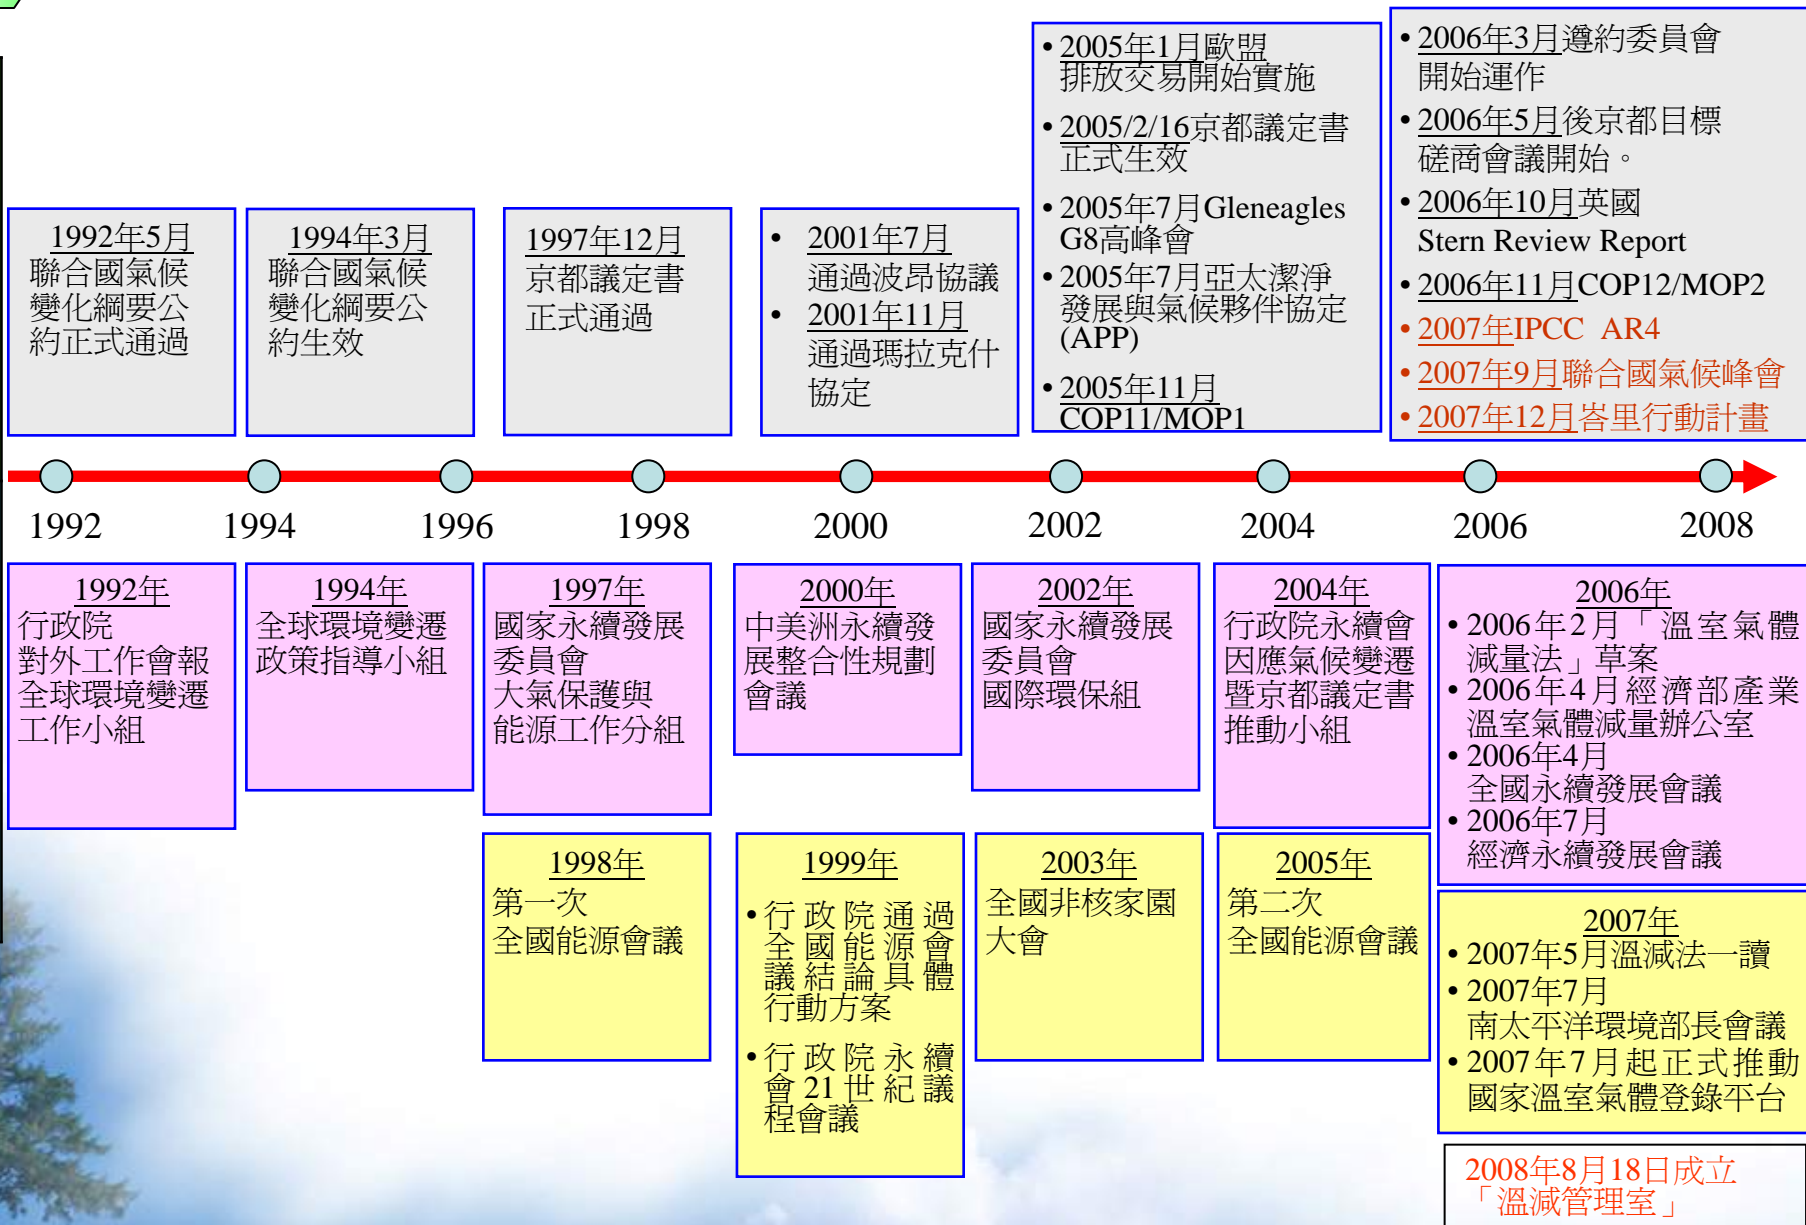 1992年5月
聯合國氣候
變化綱要公
約正式通過
1994年3月
聯合國氣候
變化綱要公
約生效
1997年12月
京都議定書
正式通過
• 2001年7月
通過波昂協議
• 2001年11月
通過瑪拉克什
協定
• 2005年1月歐盟
排放交易開始實施
• 2005/2/16京都議定書
正式生效
• 2005年7月Gleneagles
G8高峰會
• 2005年7月亞太潔淨
發展與氣候夥伴協定
(APP)
• 2005年11月
COP11/MOP1
• 2006年3月遵約委員會
開始運作
• 2006年5月後京都目標
磋商會議開始。
• 2006年10月英國
Stern Review Report
• 2006年11月COP12/MOP2
• 2007年IPCC AR4
• 2007年9月聯合國氣候峰會
• 2007年12月峇里行動計畫
1992 1994 1996 1998 2000 2002 2004 2006 2008
1992年
行政院
對外工作會報
全球環境變遷
工作小組
1994年
全球環境變遷
政策指導小組
1997年
國家永續發展
委員會
大氣保護與
能源工作分組
2000年
中美洲永續發
展整合性規劃
會議
2002年
國家永續發展
委員會
國際環保組
2004年
行政院永續會
因應氣候變遷
暨京都議定書
推動小組
2006年
• 2006年2月「溫室氣體
減量法」草案
• 2006年4月經濟部產業
溫室氣體減量辦公室
• 2006年4月
全國永續發展會議
• 2006年7月
經濟永續發展會議
1998年
第一次
全國能源會議
1999年
• 行政院通過
全國能源會
議結論具體
行動方案
• 行政院永續
會21世紀議
程會議
2003年
全國非核家園
大會
2005年
第二次
全國能源會議
2007年
• 2007年5月溫減法一讀
• 2007年7月
南太平洋環境部長會議
• 2007年7月起正式推動
國家溫室氣體登錄平台
2008年8月18日成立
「溫減管理室」